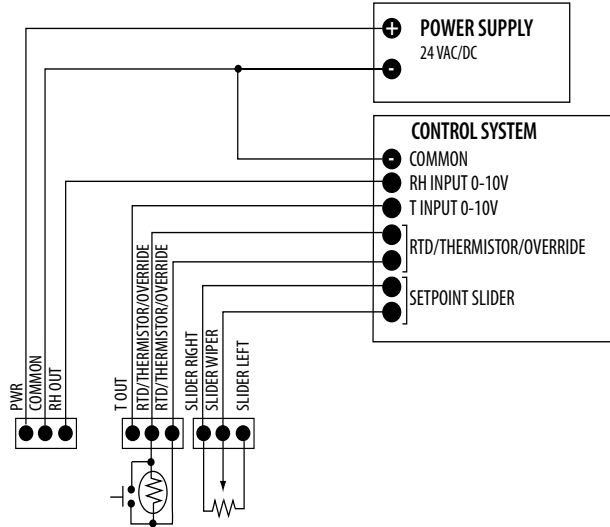 + POWER SUPPLY
24 VAC/DC
-
CONTROL SYSTEM
- COMMON
RH INPUT 0-10V
T INPUT 0-10V
RTD/THERMISTOR/OVERRIDE
SETPOINT SLIDER
PWR
COMMON
RH OUT
T OUT
RTD/THERMISTOR/OVERRIDE
RTD/THERMISTOR/OVERRIDE
SLIDER RIGHT
SLIDER WIPER
SLIDER LEFT